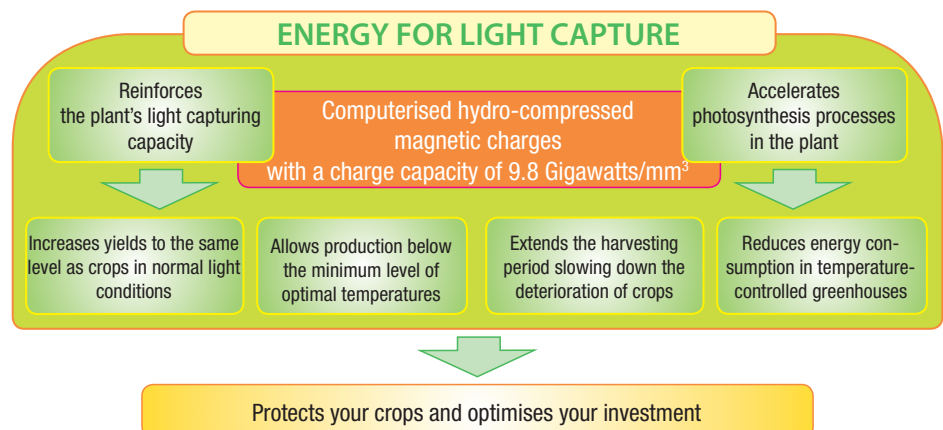 ENERGY FOR LIGHT CAPTURE
Reinforces
the plant's light capturing
capacity
Computerised hydro-compressed
magnetic charges
with a charge capacity of 9.8 Gigawatts/mm³
Accelerates
photosynthesis processes
in the plant
Increases yields to the same
level as crops in normal light
conditions
Allows production below
the minimum level of
optimal temperatures
Extends the harvesting
period slowing down the
deterioration of crops
Reduces energy con-
sumption in temperature-
controlled greenhouses
Protects your crops and optimises your investment